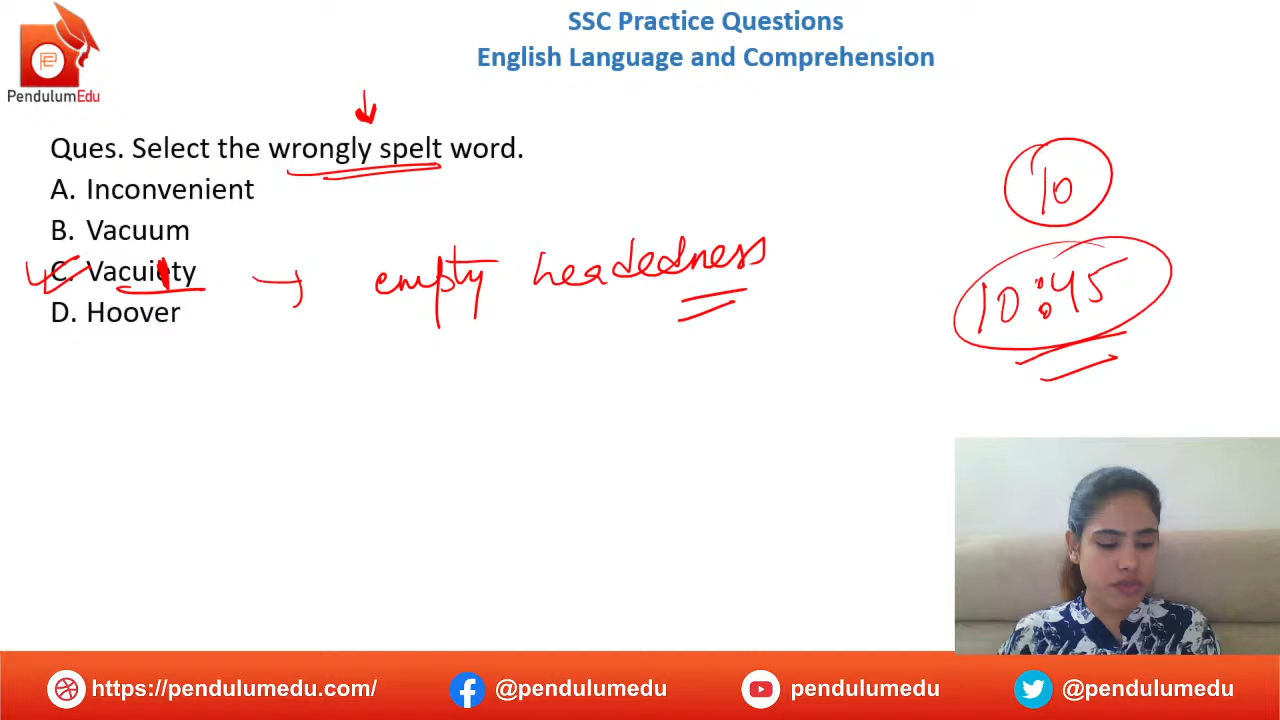 SSC Practice Questions
English Language and Comprehension
PendulumEdu
Ques. Select the wrongly spelt word.
A. Inconvenient
B. Vacuum
C. Vacuiety
D. Hoover
empty headedness
10
10:45
https://pendulumedu.com/
@pendulumedu
pendulumedu
@pendulumedu